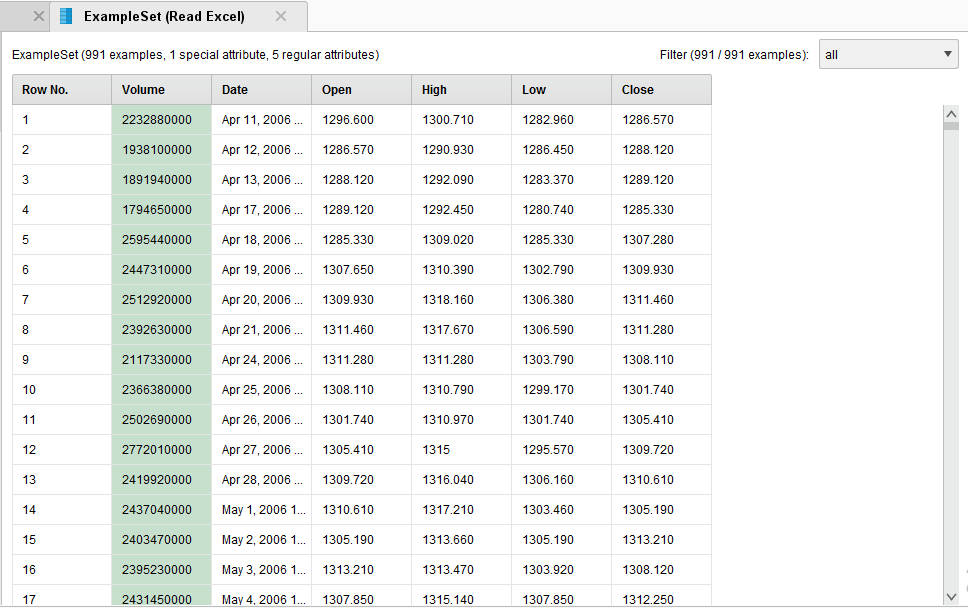 ExampleSet (Read Excel)
ExampleSet (991 examples, 1 special attribute, 5 regular attributes) Filter (991 / 991 examples): all
Row No. Volume Date Open High Low Close
1 2232880000 Apr 11, 2006 ... 1296.600 1300.710 1282.960 1286.570
2 1938100000 Apr 12, 2006 ... 1286.570 1290.930 1286.450 1288.120
3 1891940000 Apr 13, 2006 ... 1288.120 1292.090 1283.370 1289.120
4 1794650000 Apr 17, 2006 ... 1289.120 1292.450 1280.740 1285.330
5 2595440000 Apr 18, 2006 ... 1285.330 1309.020 1285.330 1307.280
6 2447310000 Apr 19, 2006 ... 1307.650 1310.390 1302.790 1309.930
7 2512920000 Apr 20, 2006 ... 1309.930 1318.160 1306.380 1311.460
8 2392630000 Apr 21, 2006 ... 1311.460 1317.670 1306.590 1311.280
9 2117330000 Apr 24, 2006 ... 1311.280 1311.280 1303.790 1308.110
10 2366380000 Apr 25, 2006 ... 1308.110 1310.790 1299.170 1301.740
11 2502690000 Apr 26, 2006 ... 1301.740 1310.970 1301.740 1305.410
12 2772010000 Apr 27, 2006 ... 1305.410 1315 1295.570 1309.720
13 2419920000 Apr 28, 2006 ... 1309.720 1316.040 1306.160 1310.610
14 2437040000 May 1, 2006 1... 1310.610 1317.210 1303.460 1305.190
15 2403470000 May 2, 2006 1... 1305.190 1313.660 1305.190 1313.210
16 2395230000 May 3, 2006 1... 1313.210 1313.470 1303.920 1308.120
17 2431450000 May 4, 2006 1... 1307.850 1315.140 1307.850 1312.250